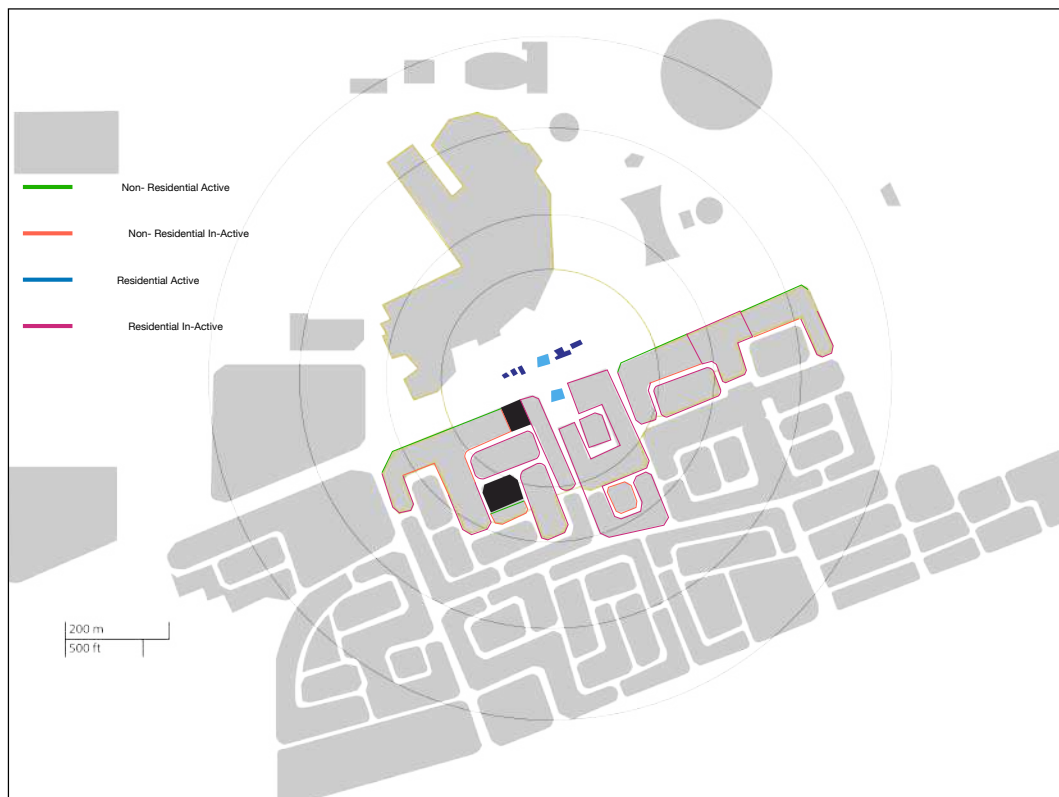 Non- Residential Active
Non- Residential In-Active
Residential Active
Residential In-Active
200 m
500 ft